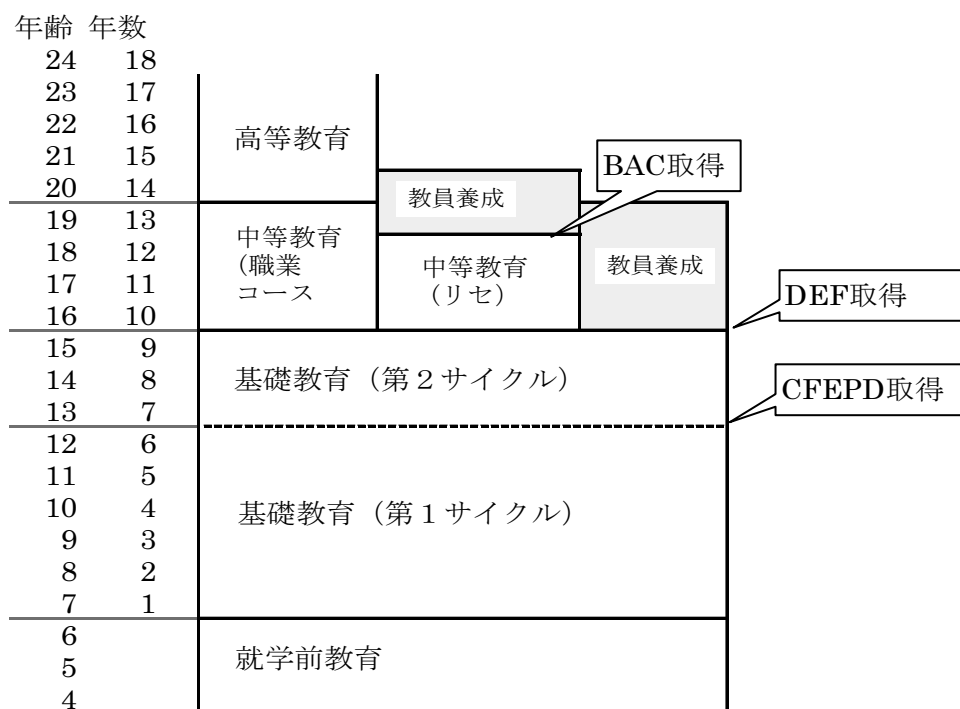 年齢 年数
24 18
23 17
22 16
21 15
20 14
19 13
18 12
17 11
16 10
15 9
14 8
13 7
12 6
11 5
10 4
9 3
8 2
7 1
6
5
4
高等教育
教員養成
BAC取得
中等教育
(職業
コース
中等教育
(リセ)
教員養成
DEF取得
基礎教育(第2サイクル)
CFEPD取得
基礎教育(第1サイクル)
就学前教育